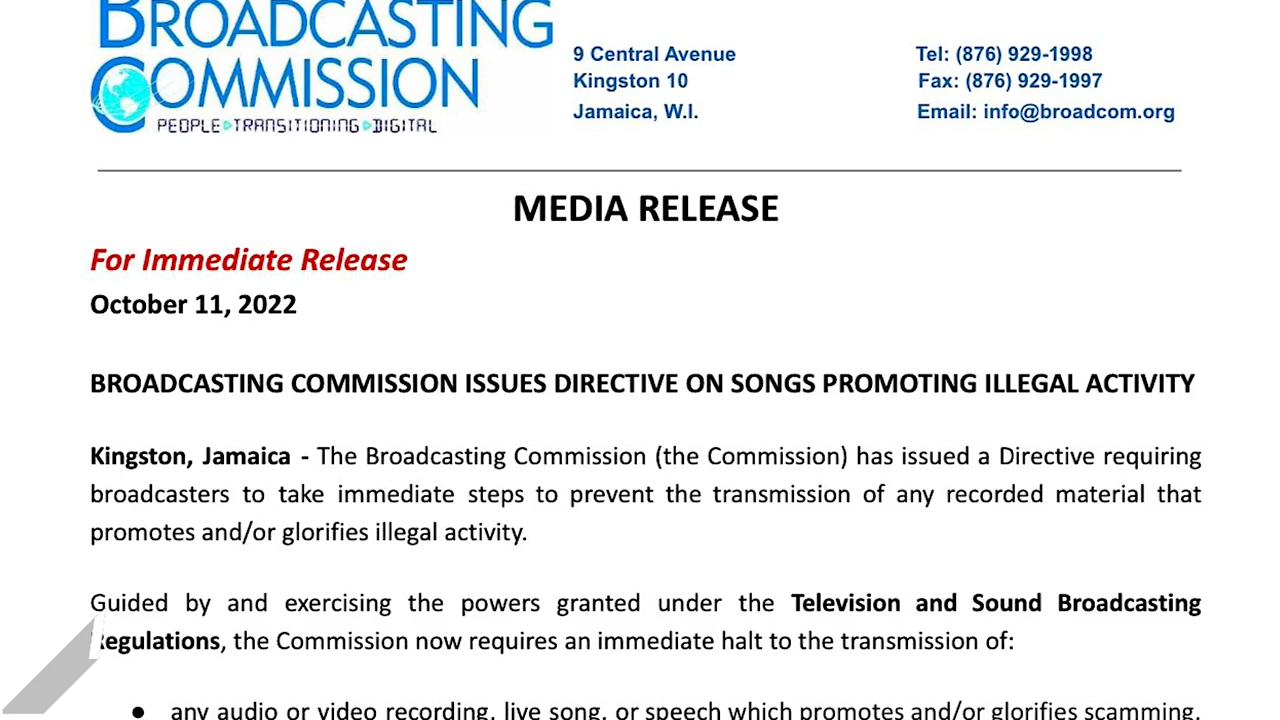 BROADCASTING
COMMISSION
PEOPLE TRANSITIONING DIGITAL
9 Central Avenue
Kingston 10
Jamaica, W.I.
Tel: (876) 929-1998
Fax: (876) 929-1997
Email: info@broadcom.org
MEDIA RELEASE
For Immediate Release
October 11, 2022
BROADCASTING COMMISSION ISSUES DIRECTIVE ON SONGS PROMOTING ILLEGAL ACTIVITY
Kingston, Jamaica - The Broadcasting Commission (the Commission) has issued a Directive requiring
broadcasters to take immediate steps to prevent the transmission of any recorded material that
promotes and/or glorifies illegal activity.
Guided by and exercising the powers granted under the Television and Sound Broadcasting
Regulations, the Commission now requires an immediate halt to the transmission of:
● any audio or video recording, live song, or speech which promotes and/or glorifies scamming,